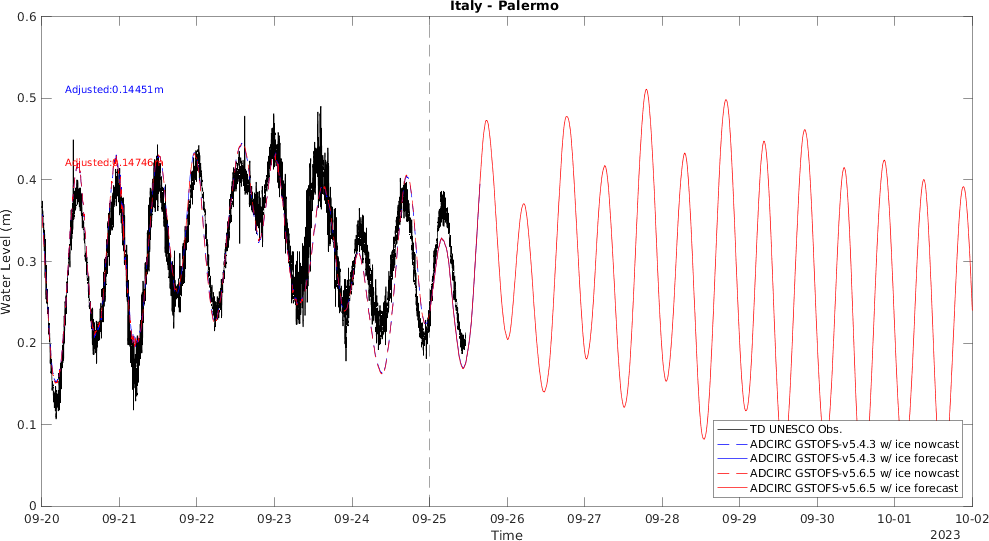 Italy - Palermo
0.6
0.5
0.4
0.3
0.2
0.1
0
Water Level (m)
Adjusted:0.14451m
Adjusted:0.14746m
TD UNESCO Obs.
ADCIRC GSTOFS-v5.4.3 w/ ice nowcast
ADCIRC GSTOFS-v5.4.3 w/ ice forecast
ADCIRC GSTOFS-v5.6.5 w/ ice nowcast
ADCIRC GSTOFS-v5.6.5 w/ ice forecast
09-20 09-21 09-22 09-23 09-24 09-25 09-26 09-27 09-28 09-29 09-30 10-01 10-02
Time
2023